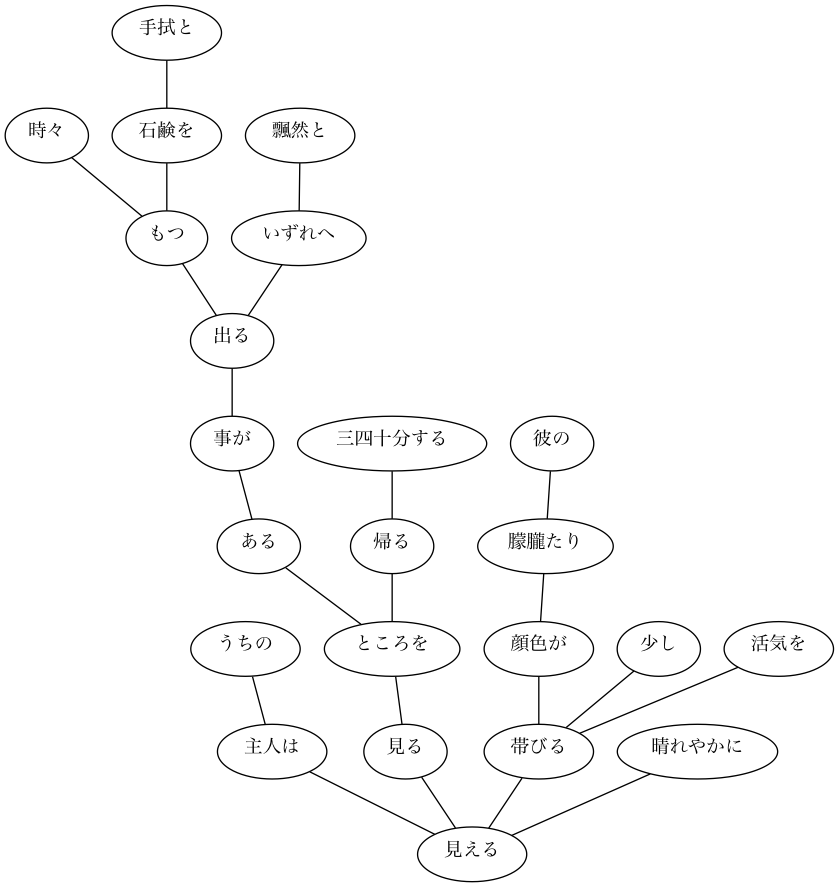 手拭と
時々
石鹸を
飄然と
もつ
いずれへ
出る
事が
三四十分する
彼の
ある
帰る
朦朧たり
うちの
ところを
顔色が
少し
活気を
主人は
見る
帯びる
晴れやかに
見える